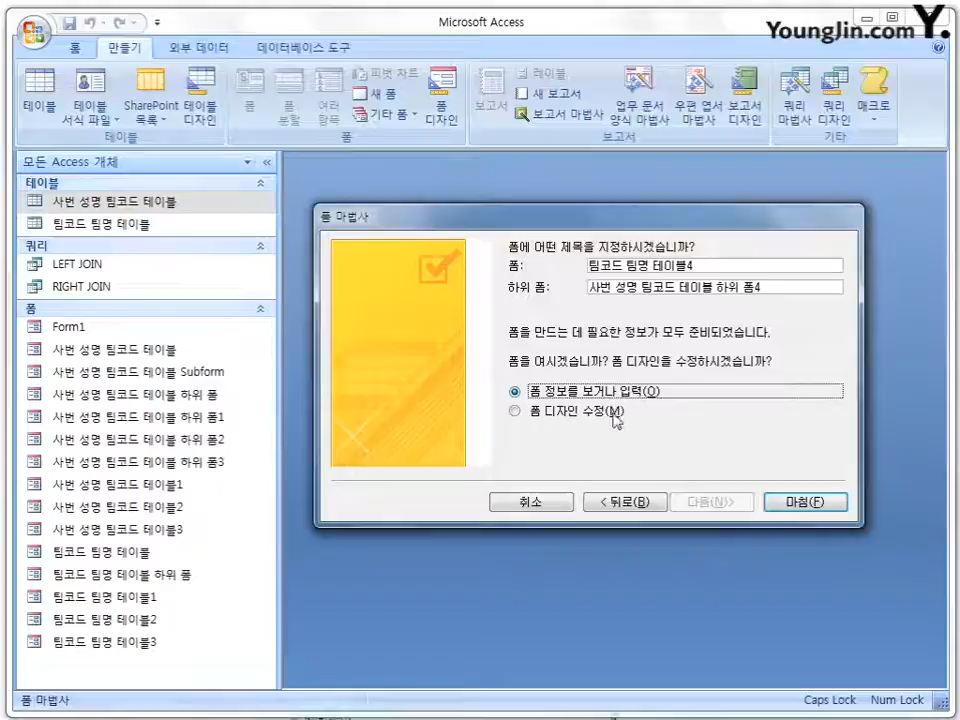 Microsoft Access
YoungJin.com Y.
홈 만들기 외부 데이터 데이터베이스 도구
테이블
테이블 서식 파일
SharePoint 목록
테이블 디자인
테이블
폼
폼 분할
여러 항목
피벗 차트
새 폼
기타 폼
폼 디자인
폼
보고서
레이블
새 보고서
보고서 마법사
업무 문서 양식 마법사
우편 엽서 마법사
보고서 디자인
보고서
쿼리 마법사
쿼리 디자인
매크로
기타
모든 Access 개체
테이블
사번 성명 팀코드 테이블
팀코드 팀명 테이블
쿼리
LEFT JOIN
RIGHT JOIN
폼
Form1
사번 성명 팀코드 테이블
사번 성명 팀코드 테이블 Subform
사번 성명 팀코드 테이블 하위 폼
사번 성명 팀코드 테이블 하위 폼1
사번 성명 팀코드 테이블 하위 폼2
사번 성명 팀코드 테이블 하위 폼3
사번 성명 팀코드 테이블1
사번 성명 팀코드 테이블2
사번 성명 팀코드 테이블3
팀코드 팀명 테이블
팀코드 팀명 테이블 하위 폼
팀코드 팀명 테이블1
팀코드 팀명 테이블2
팀코드 팀명 테이블3
폼 마법사
폼에 어떤 제목을 지정하시겠습니까?
폼: 팀코드 팀명 테이블4
하위 폼: 사번 성명 팀코드 테이블 하위 폼4
폼을 만드는 데 필요한 정보가 모두 준비되었습니다.
폼을 여시겠습니까? 폼 디자인을 수정하시겠습니까?
폼 정보를 보거나 입력(O)
폼 디자인 수정(M)
취소 < 뒤로(B) 다음(N)> 마침(F)
폼 마법사 Caps Lock Num Lock